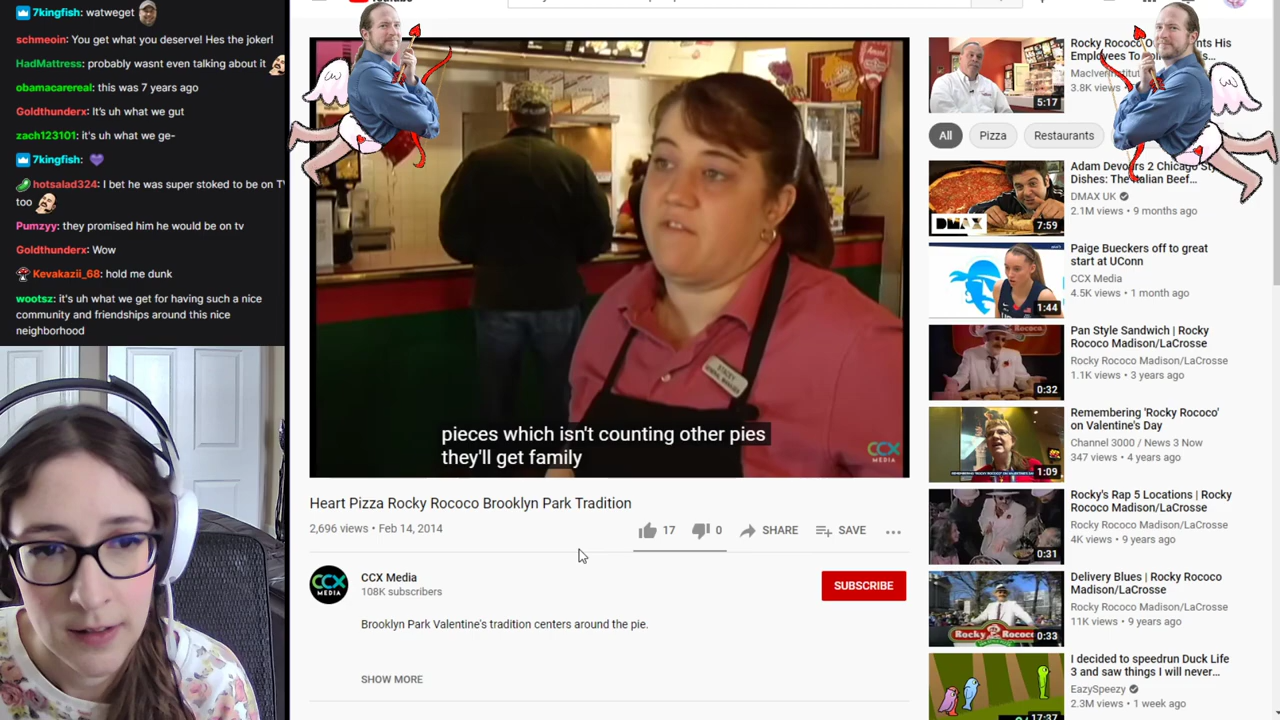 7kingfish: watweget
schmeoin: You get what you deserve! Hes the joker!
HadMattress: probably wasnt even talking about it
obamacarereal: this was 7 years ago
Goldthunderx: It's uh what we gut
zach123101: it's uh what we ge-
7kingfish: 💜
hotsalad324: I bet he was super stoked to be on TV
too
Pumzyy: they promised him he would be on tv
Goldthunderx: Wow
Kevakazii_68: hold me dunk
wootsz: it's uh what we get for having such a nice
community and friendships around this nice
neighborhood
pieces which isn't counting other pies
they'll get family
CCX
MEDIA
Heart Pizza Rocky Rococo Brooklyn Park Tradition
2,696 views • Feb 14, 2014
17
0
SHARE
SAVE
CCX
MEDIA
CCX Media
108K subscribers
SUBSCRIBE
Brooklyn Park Valentine's tradition centers around the pie.
SHOW MORE
Rocky Rococo
His
Employees To
3.8K views
5:17
All
Pizza
Restaurants
Adam Devours 2 Chicago
Dishes: The Italian Beef...
DMAX UK
2.1M views • 9 months ago
DMAX
7:59
Paige Bueckers off to great
start at UConn
CCX Media
4.5K views • 1 month ago
1:44
Pan Style Sandwich | Rocky
Rococo Madison/LaCrosse
Rocky Rococo Madison/LaCrosse
1.1K views • 3 years ago
0:32
Remembering 'Rocky Rococo'
on Valentine's Day
Channel 3000 / News 3 Now
347 views • 4 years ago
1:09
Rocky's Rap 5 Locations | Rocky
Rococo Madison/LaCrosse
Rocky Rococo Madison/LaCrosse
4K views • 9 years ago
0:31
Delivery Blues | Rocky Rococo
Madison/LaCrosse
Rocky Rococo Madison/LaCrosse
11K views • 9 years ago
Rocky Rococo
0:33
I decided to speedrun Duck Life
3 and saw things I will never...
EazySpeezy
2.3M views • 1 week ago
17:37